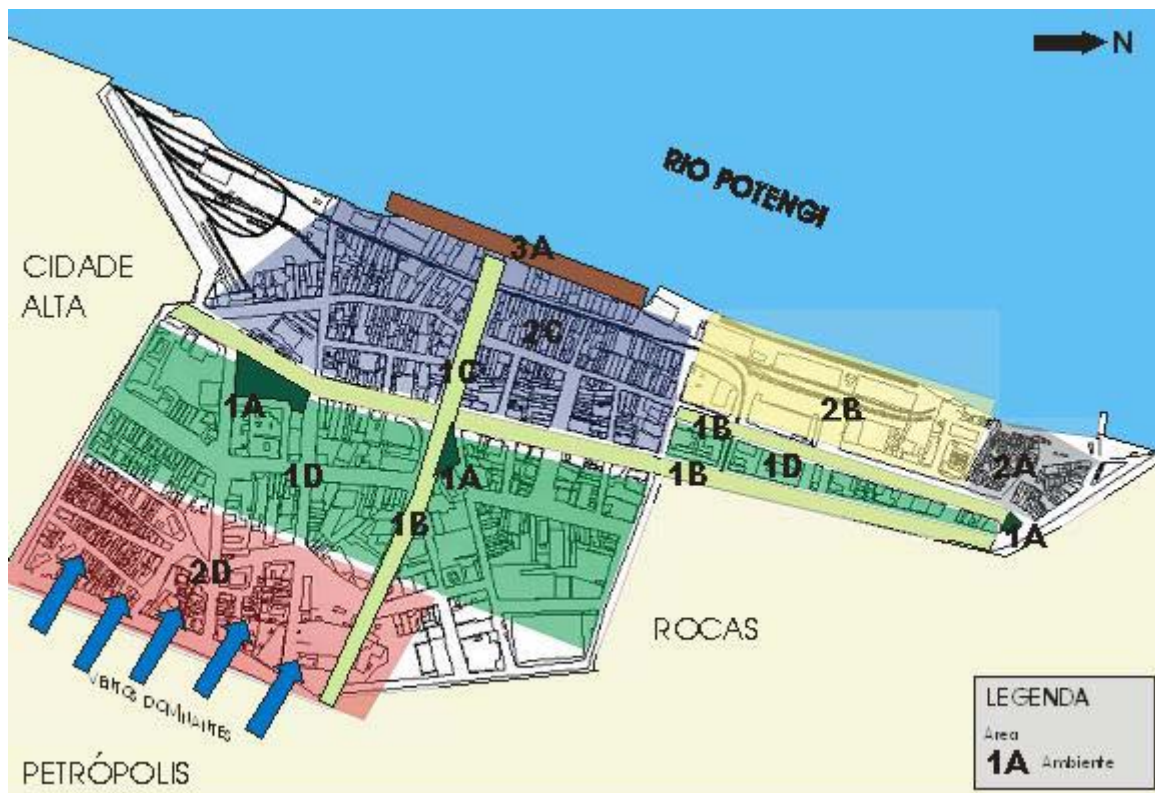 N
RIO POTENGI
CIDADE
ALTA
3A
2C
1C
1A
2B
1B'
1D
1B
2A
1A
1D
1A
1B
2D
ROCAS
VENTOS DOMINANTES
PETRÓPOLIS
LEGENDA
Área
1A Ambiente